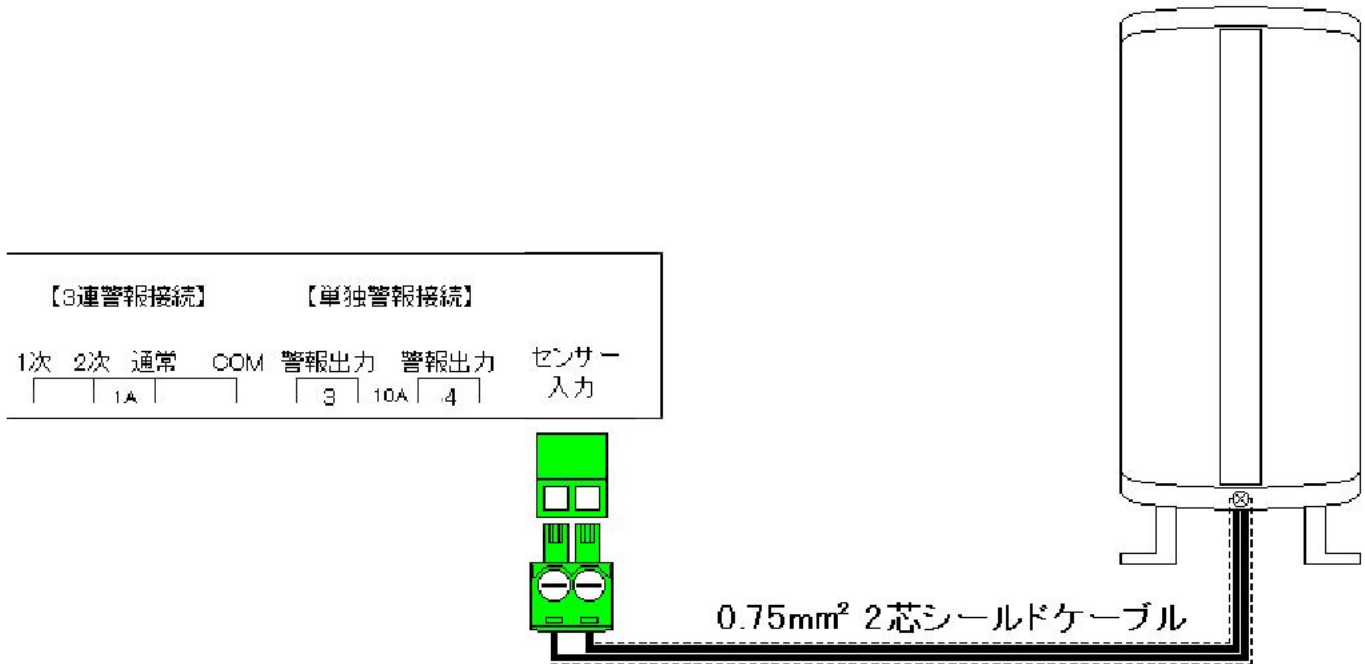 【3連警報接続】 【単独警報接続】
1次 2次 通常 COM 警報出力 警報出力 センサー
入力
1A 3 10A 4
0.75mm² 2芯シールドケーブル